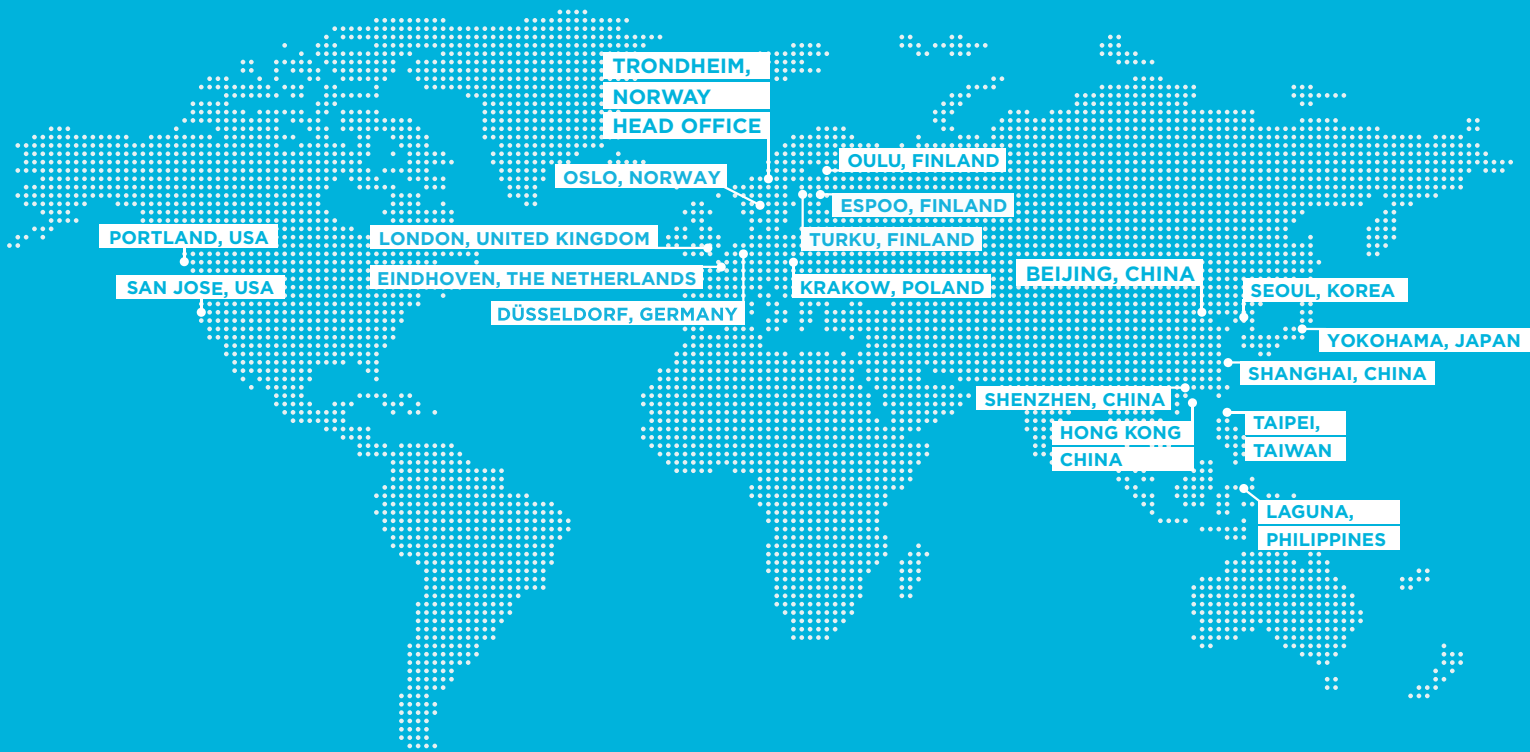 TRONDHEIM,
NORWAY
HEAD OFFICE
OULU, FINLAND
OSLO, NORWAY
ESPOO, FINLAND
PORTLAND, USA
LONDON, UNITED KINGDOM
TURKU, FINLAND
EINDHOVEN, THE NETHERLANDS
BEIJING, CHINA
SAN JOSE, USA
KRAKOW, POLAND
SEOUL, KOREA
DÜSSELDORF, GERMANY
YOKOHAMA, JAPAN
SHANGHAI, CHINA
SHENZHEN, CHINA
HONG KONG
CHINA
TAIPEI,
TAIWAN
LAGUNA,
PHILIPPINES